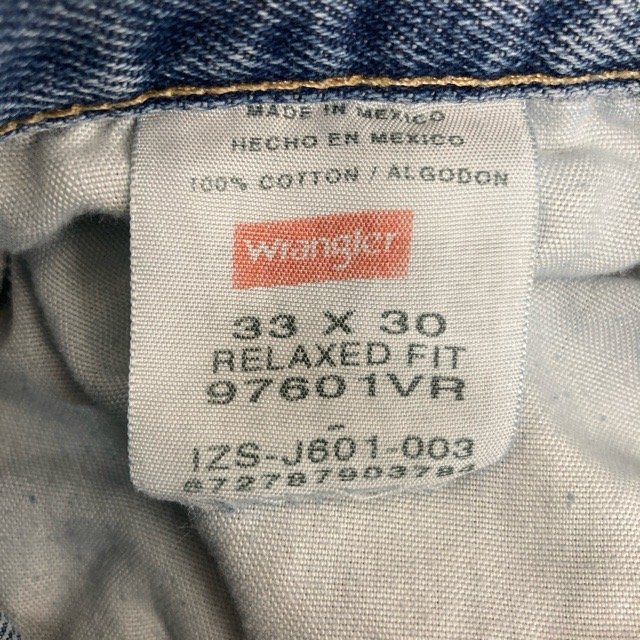 MADE IN MEXICO
HECHO EN MEXICO
100% COTTON / ALGODON
Wrangler
33 X 30
RELAXED FIT
97601VR
-
IZS-J601-003